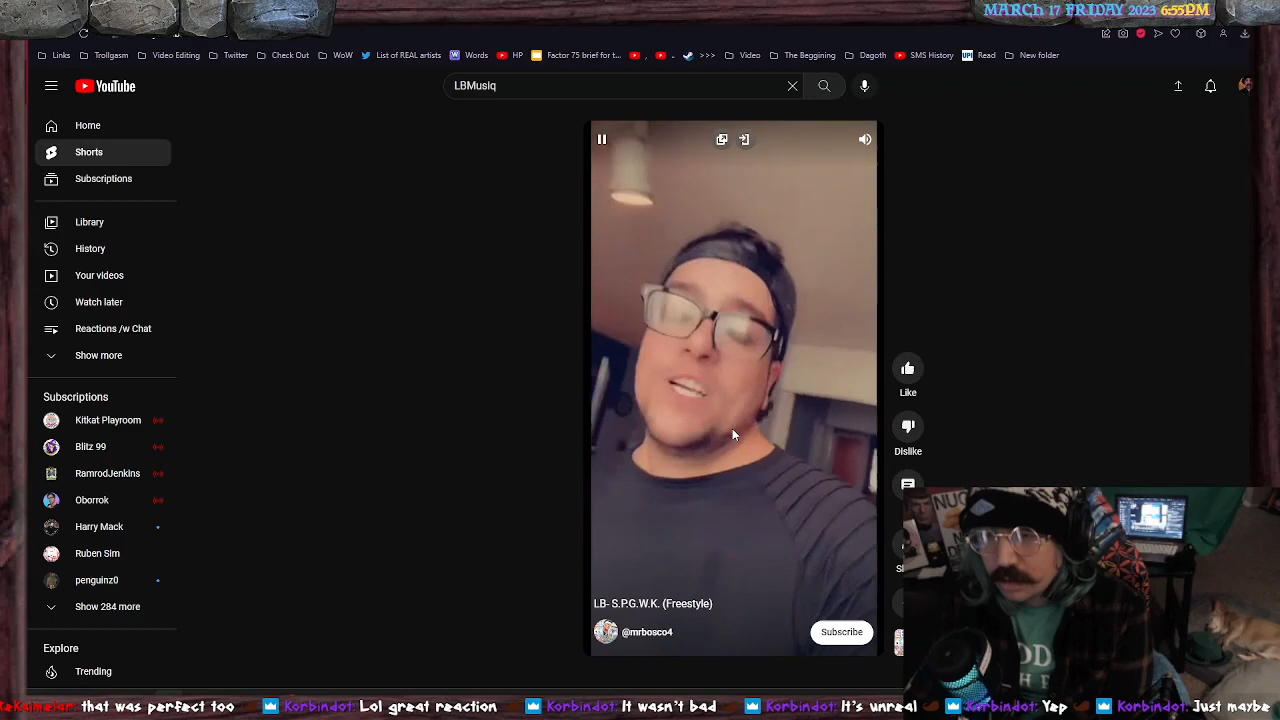 MARCH 17 FRIDAY 2023 6:55PM
Links Trollgasm Video Editing Twitter Check Out WoW List of REAL artists Words HP Factor 75 brief for t... , . >>> Video The Beggining Dagoth SMS History UPI Read New folder
YouTube
LBMusiq
Home
Shorts
Subscriptions
Library
History
Your videos
Watch later
Reactions /w Chat
Show more
Subscriptions
Kitkat Playroom
Blitz 99
RamrodJenkins
Oborrok
Harry Mack
Ruben Sim
penguinz0
Show 284 more
Explore
Trending
Like
Dislike
LB- S.P.G.W.K. (Freestyle)
@mrbosco4
Subscribe
that was perfect too Korbindot: Lol great reaction Korbindot: It wasn't bad Korbindot: It's unreal Korbindot: Yep Korbindot: Just maybe